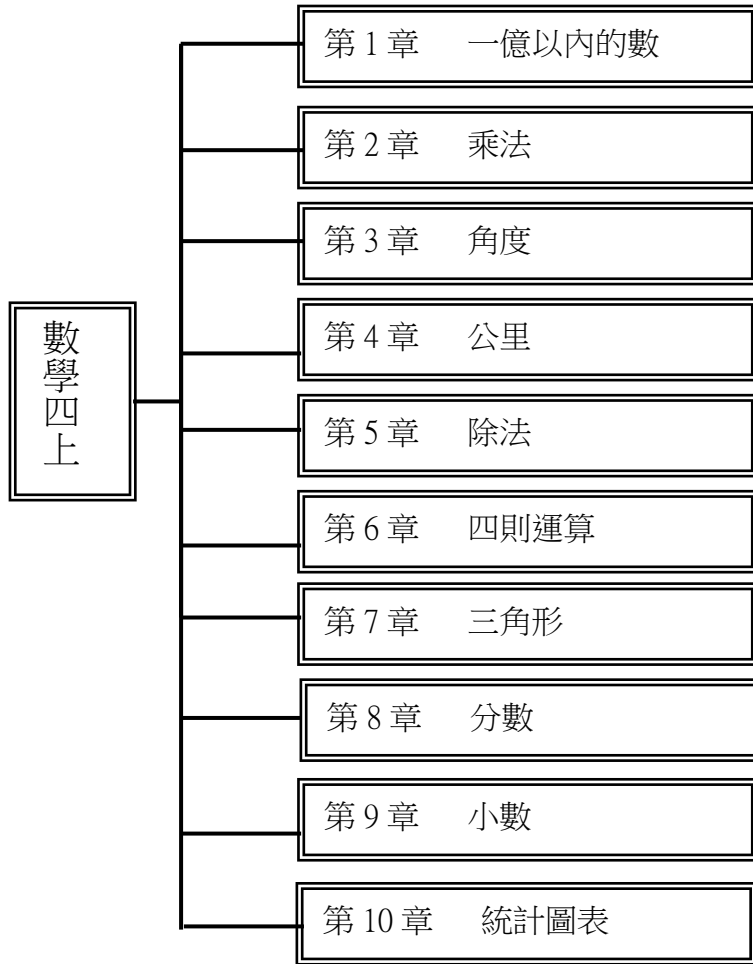 數學四上
第 1 章 一億以內的數
第 2 章 乘法
第 3 章 角度
第 4 章 公里
第 5 章 除法
第 6 章 四則運算
第 7 章 三角形
第 8 章 分數
第 9 章 小數
第 10 章 統計圖表